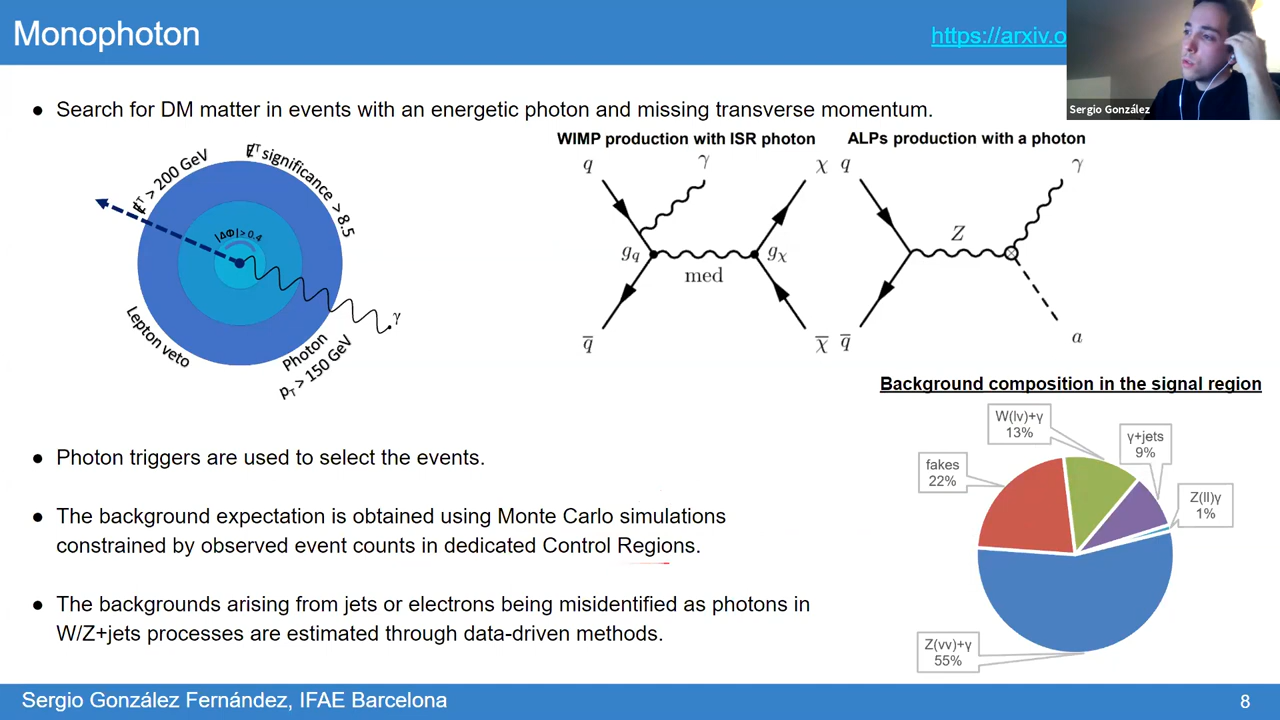 Monophoton
https://arxiv.o
Sergio González
● Search for DM matter in events with an energetic photon and missing transverse momentum.
E̸ᵀ > 200 GeV
E̸ᵀ significance > 8.5
|ΔΦ| > 0.4
γ
Lepton veto
Photon
pT > 150 GeV
WIMP production with ISR photon
q
γ
χ
gq
gχ
med
q̅
χ̅
ALPs production with a photon
q
γ
Z
q̅
a
Background composition in the signal region
W(lν)+γ
13%
γ+jets
9%
fakes
22%
Z(ll)γ
1%
Z(νν)+γ
55%
● Photon triggers are used to select the events.
● The background expectation is obtained using Monte Carlo simulations
constrained by observed event counts in dedicated Control Regions.
● The backgrounds arising from jets or electrons being misidentified as photons in
W/Z+jets processes are estimated through data-driven methods.
Sergio González Fernández, IFAE Barcelona
8